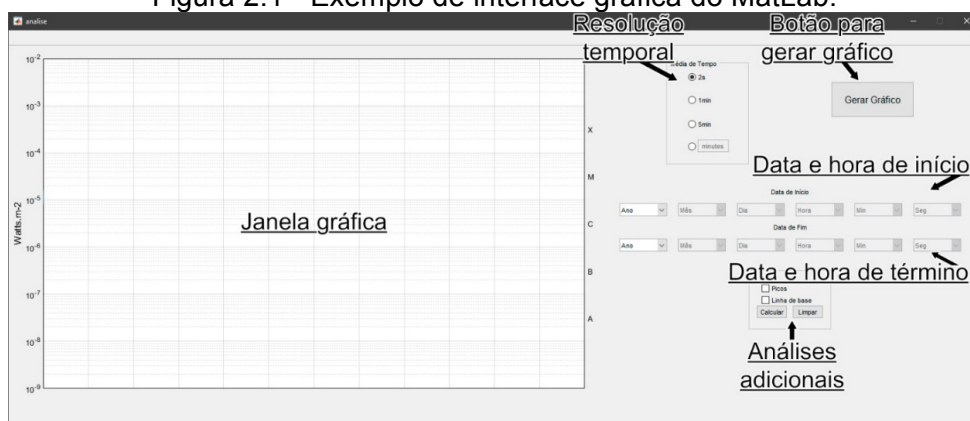 Figura 2.1 - Exemplo de interface gráfica do MatLab.
analise
Resolução
temporal
Botão para
gerar gráfico
Média de Tempo
2s
1min
5min
minutos
Gerar Gráfico
10-2
10-3
10-4
10-5
10-6
10-7
10-8
10-9
Watts.m-2
Janela gráfica
X
M
C
B
A
Data e hora de início
Data de Início
Ano Mês Dia Hora Min Seg
Data de Fim
Ano Mês Dia Hora Min Seg
Data e hora de término
Picos
Linha de base
Calcular Limpar
Análises
adicionais